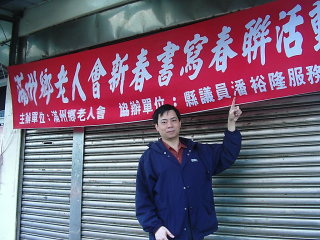 滿州鄉老人會新春書寫春聯活動
主辦單位：滿州鄉老人會 協辦單位：縣議員潘裕隆服務